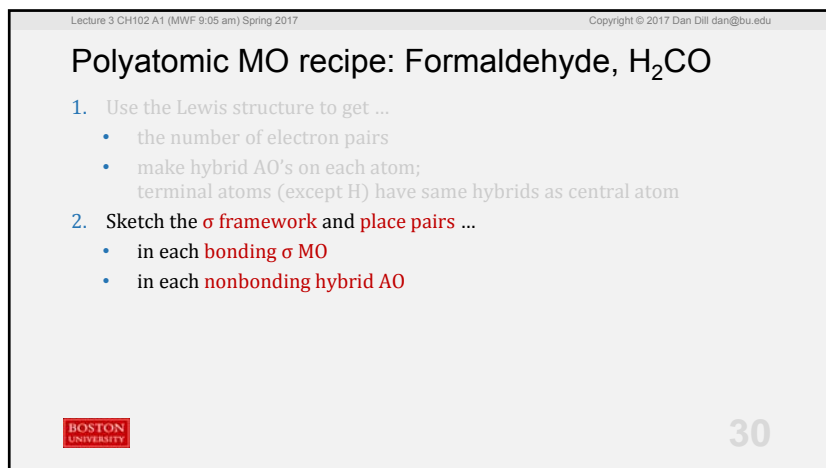 Lecture 3 CH102 A1 (MWF 9:05 am) Spring 2017
Copyright © 2017 Dan Dill dan@bu.edu
Polyatomic MO recipe: Formaldehyde, H₂CO
1. Use the Lewis structure to get …
• the number of electron pairs
• make hybrid AO's on each atom;
terminal atoms (except H) have same hybrids as central atom
2. Sketch the σ framework and place pairs …
• in each bonding σ MO
• in each nonbonding hybrid AO
BOSTON
UNIVERSITY
30